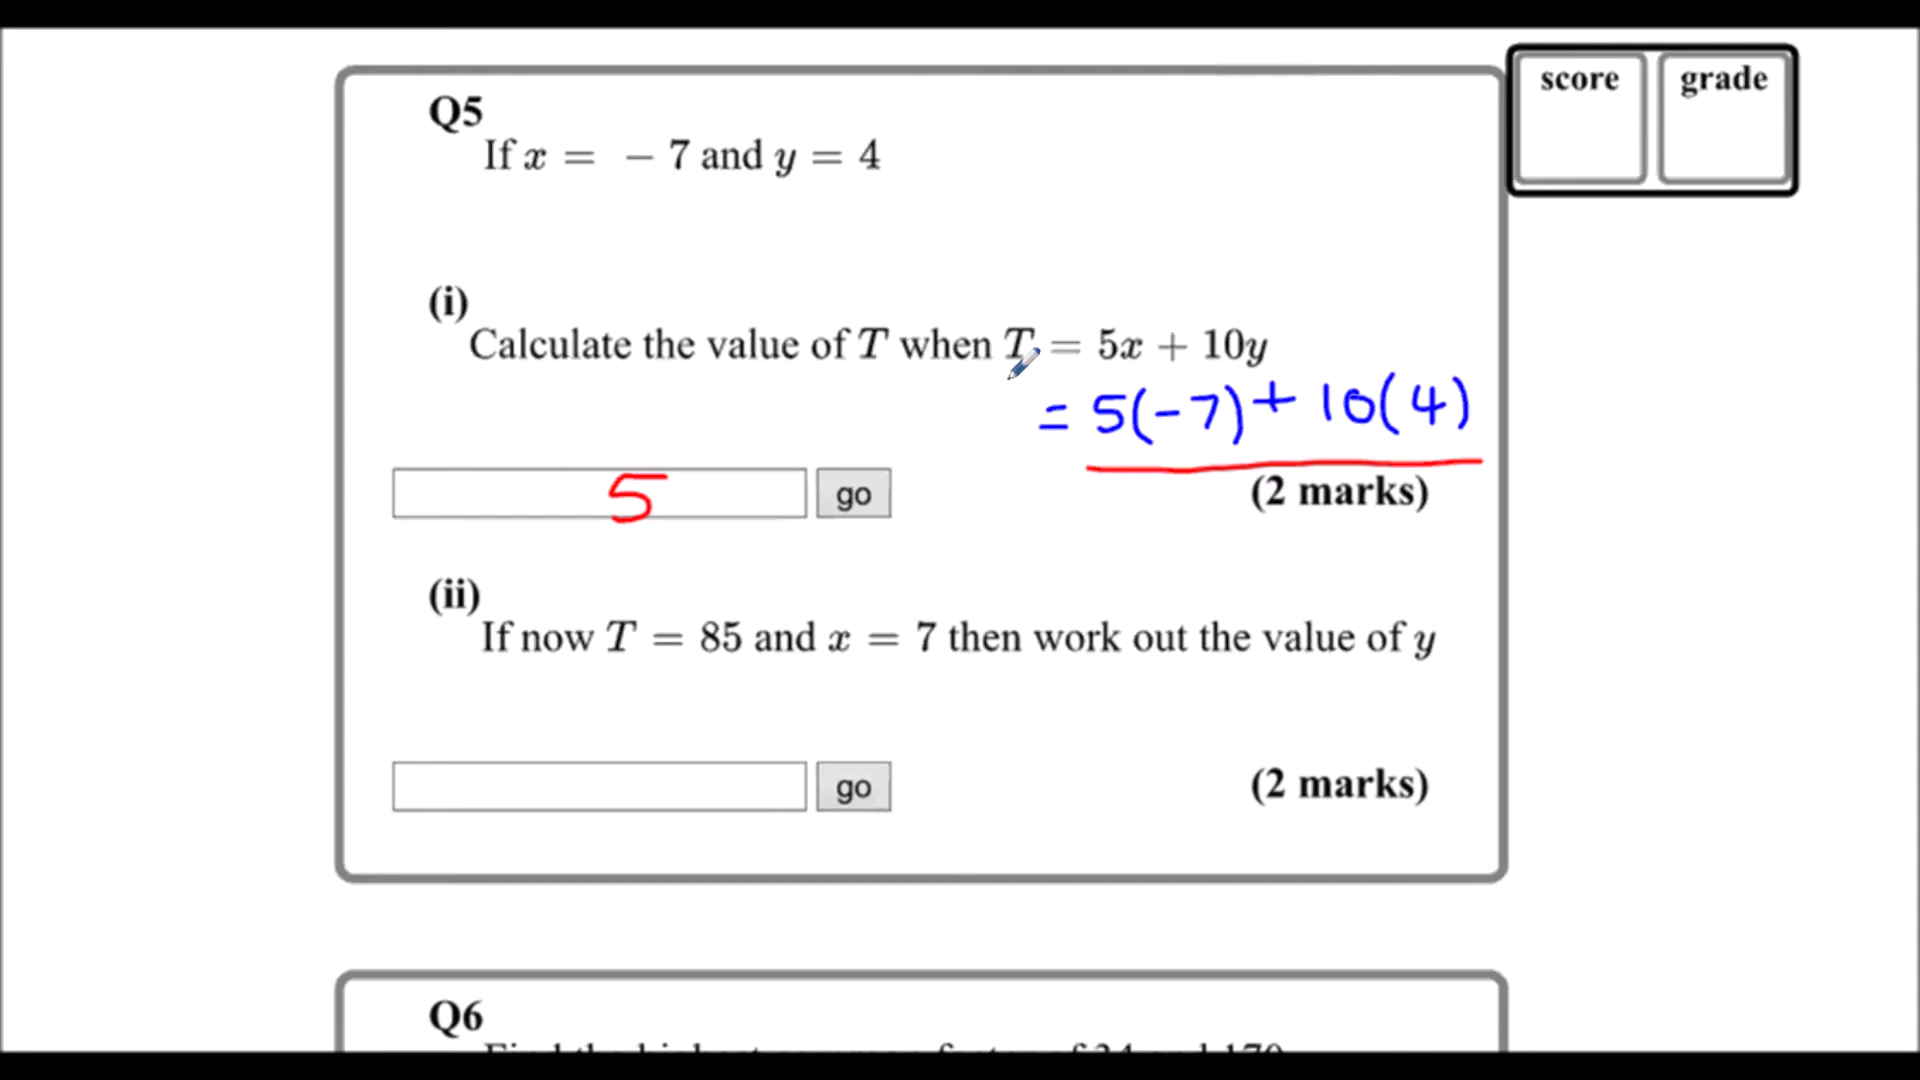 score grade
Q5
If x = − 7 and y = 4
(i)
Calculate the value of T when T = 5x + 10y
= 5(-7) + 10(4)
5 go (2 marks)
(ii)
If now T = 85 and x = 7 then work out the value of y
go (2 marks)
Q6